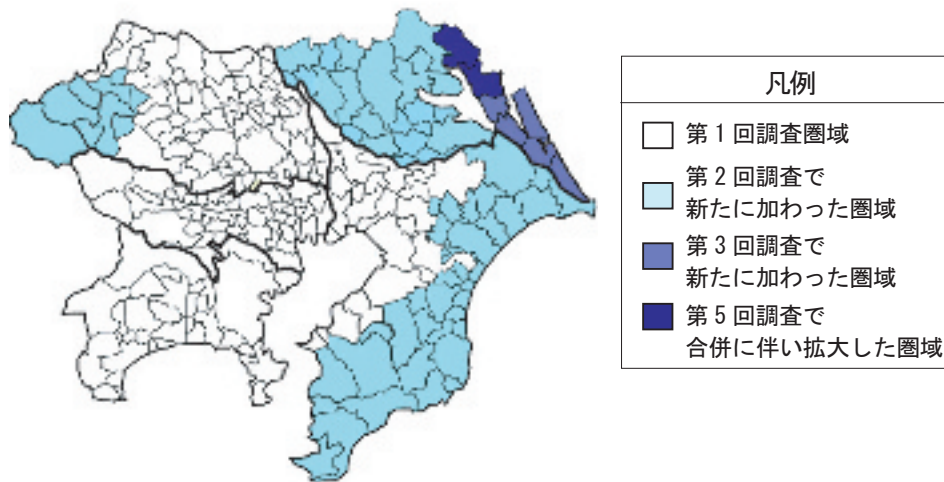 凡例
第１回調査圏域
第２回調査で
新たに加わった圏域
第３回調査で
新たに加わった圏域
第５回調査で
合併に伴い拡大した圏域